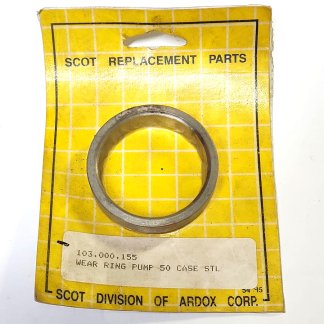 SCOT REPLACEMENT PARTS
103.000.155
WEAR RING PUMP 50 CASE STL
SCOT DIVISION OF ARDOX CORP.